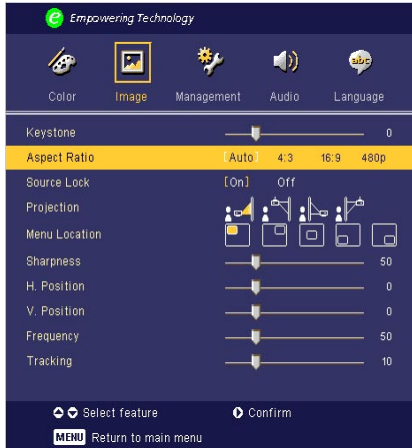 e Empowering Technology
abc
Color Image Management Audio Language
Keystone 0
Aspect Ratio [Auto] 4:3 16:9 480p
Source Lock [On] Off
Projection
Menu Location
Sharpness 50
H. Position 0
V. Position 0
Frequency 50
Tracking 10
Select feature Confirm
MENU Return to main menu